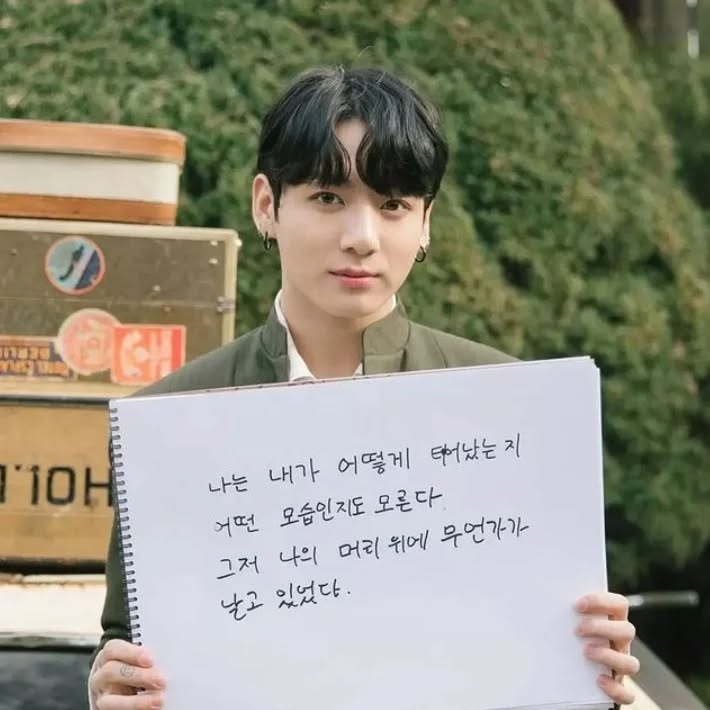 나는 내가 어떻게 태어났는지
어떤 모습인지도 모른다
그저 나의 머리 위에 무언가가
날고 있었다.